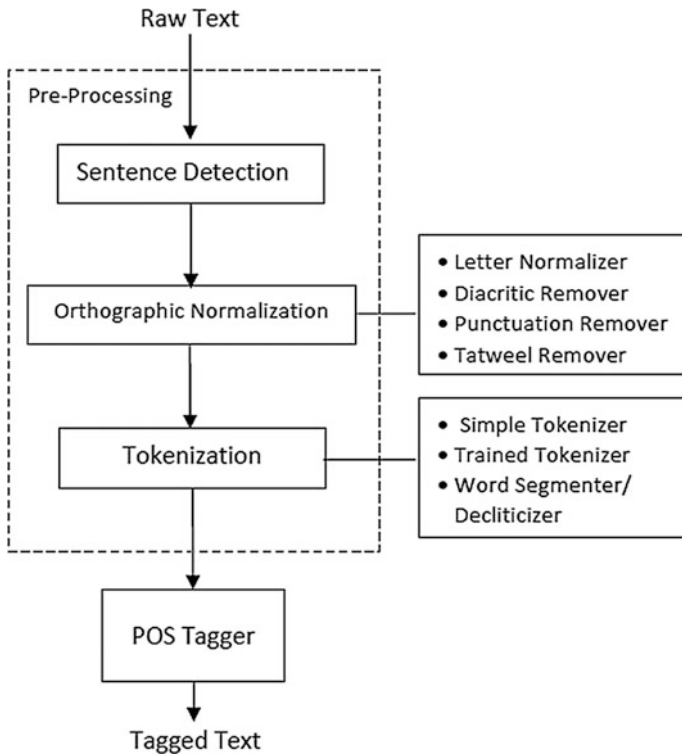 Raw Text
Pre-Processing
Sentence Detection
Orthographic Normalization
• Letter Normalizer
• Diacritic Remover
• Punctuation Remover
• Tatweel Remover
Tokenization
• Simple Tokenizer
• Trained Tokenizer
• Word Segmenter/
Decliticizer
POS Tagger
Tagged Text